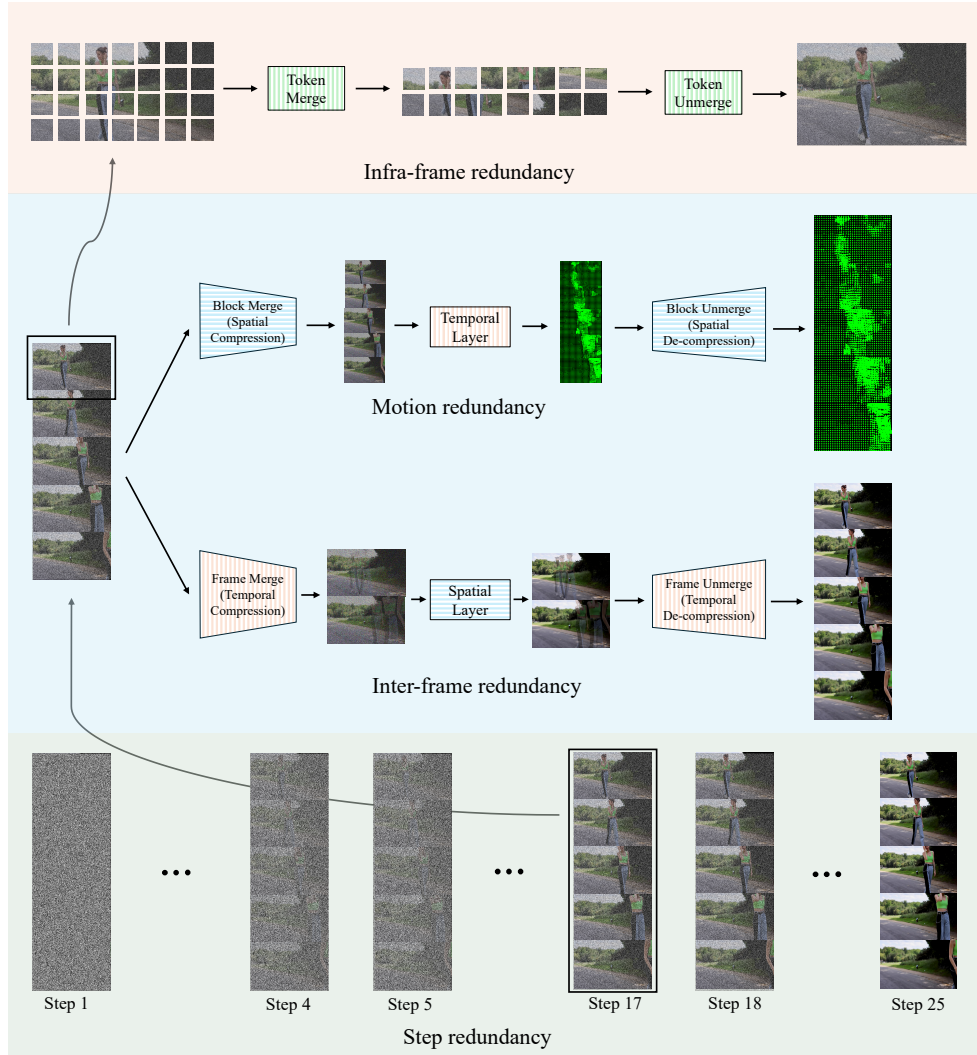 Token
Merge
Token
Unmerge
Infra-frame redundancy
Block Merge
(Spatial
Compression)
Temporal
Layer
Block Unmerge
(Spatial
De-compression)
Motion redundancy
Frame Merge
(Temporal
Compression)
Spatial
Layer
Frame Unmerge
(Temporal
De-compression)
Inter-frame redundancy
...
...
...
Step 1
Step 4
Step 5
Step 17
Step 18
Step 25
Step redundancy